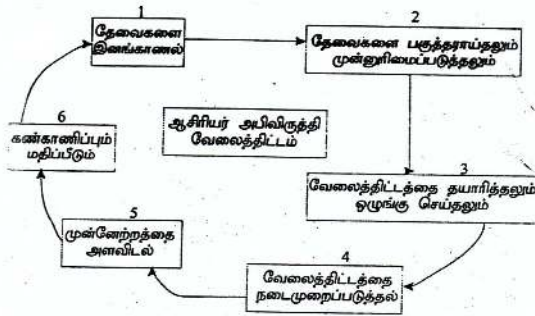 1
தேவைகளை
இனங்காணல்
2
தேவைகளை பகுத்தராய்தலும்
முன்னுரிமைப்படுத்தலும்
6
கண்காணிப்பும்
மதிப்பீடும்
ஆசிரியர் அபிவிருத்தி
வேலைத்திட்டம்
3
வேலைத்திட்டத்தை தயாரித்தலும்
ஒழுங்கு செய்தலும்
5
முன்னேற்றத்தை
அளவிடல்
4
வேலைத்திட்டத்தை
நடைமுறைப்படுத்தல்